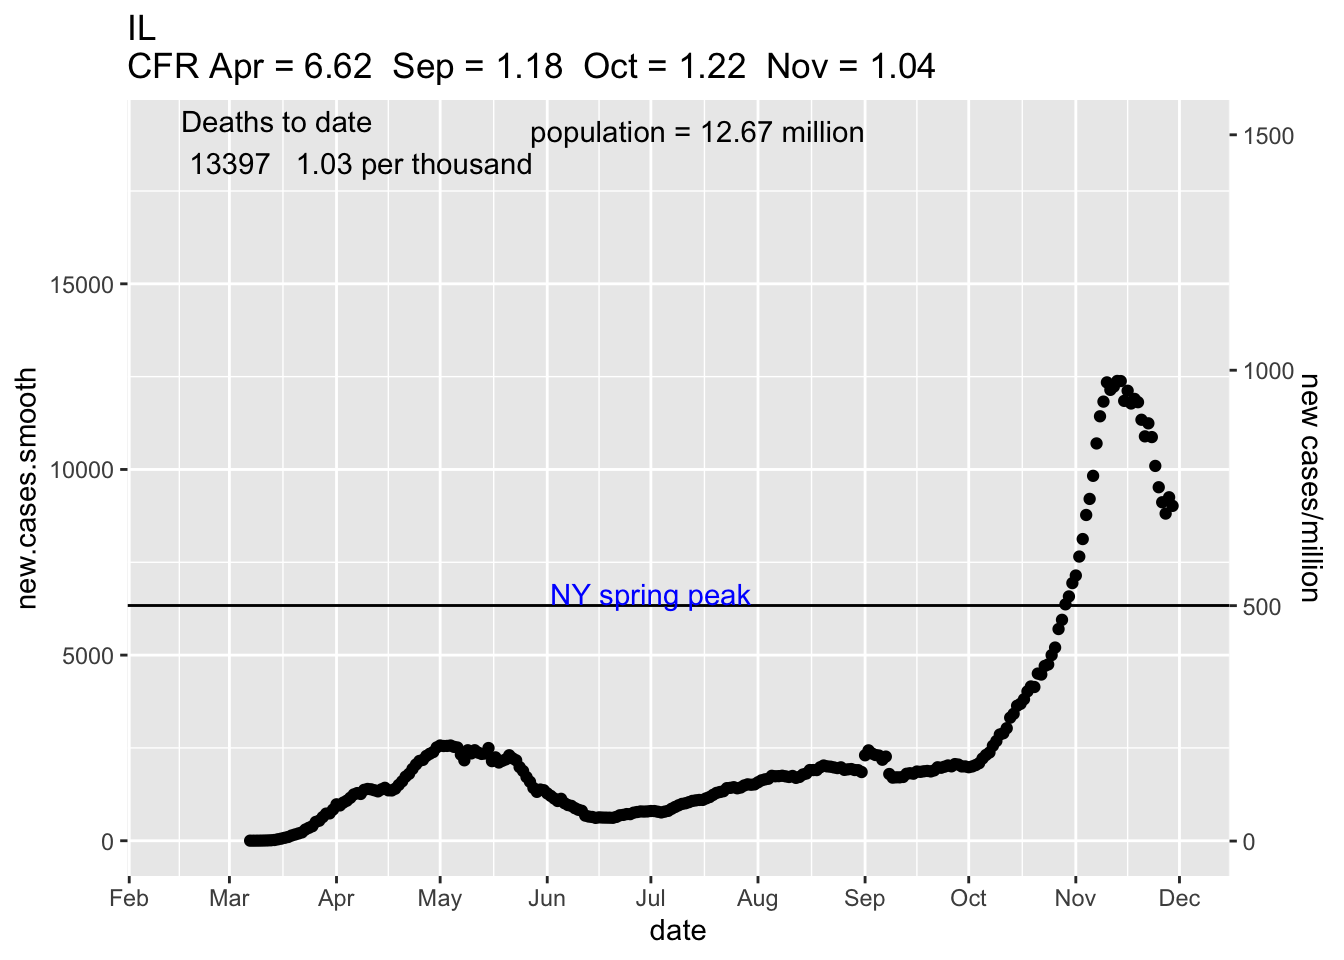 IL
CFR Apr = 6.62 Sep = 1.18 Oct = 1.22 Nov = 1.04
Deaths to date
13397 1.03 per thousand
population = 12.67 million
1500
15000
1000
10000
new.cases.smooth
new cases/million
NY spring peak
500
5000
0
0
Feb Mar Apr May Jun Jul Aug Sep Oct Nov Dec
date